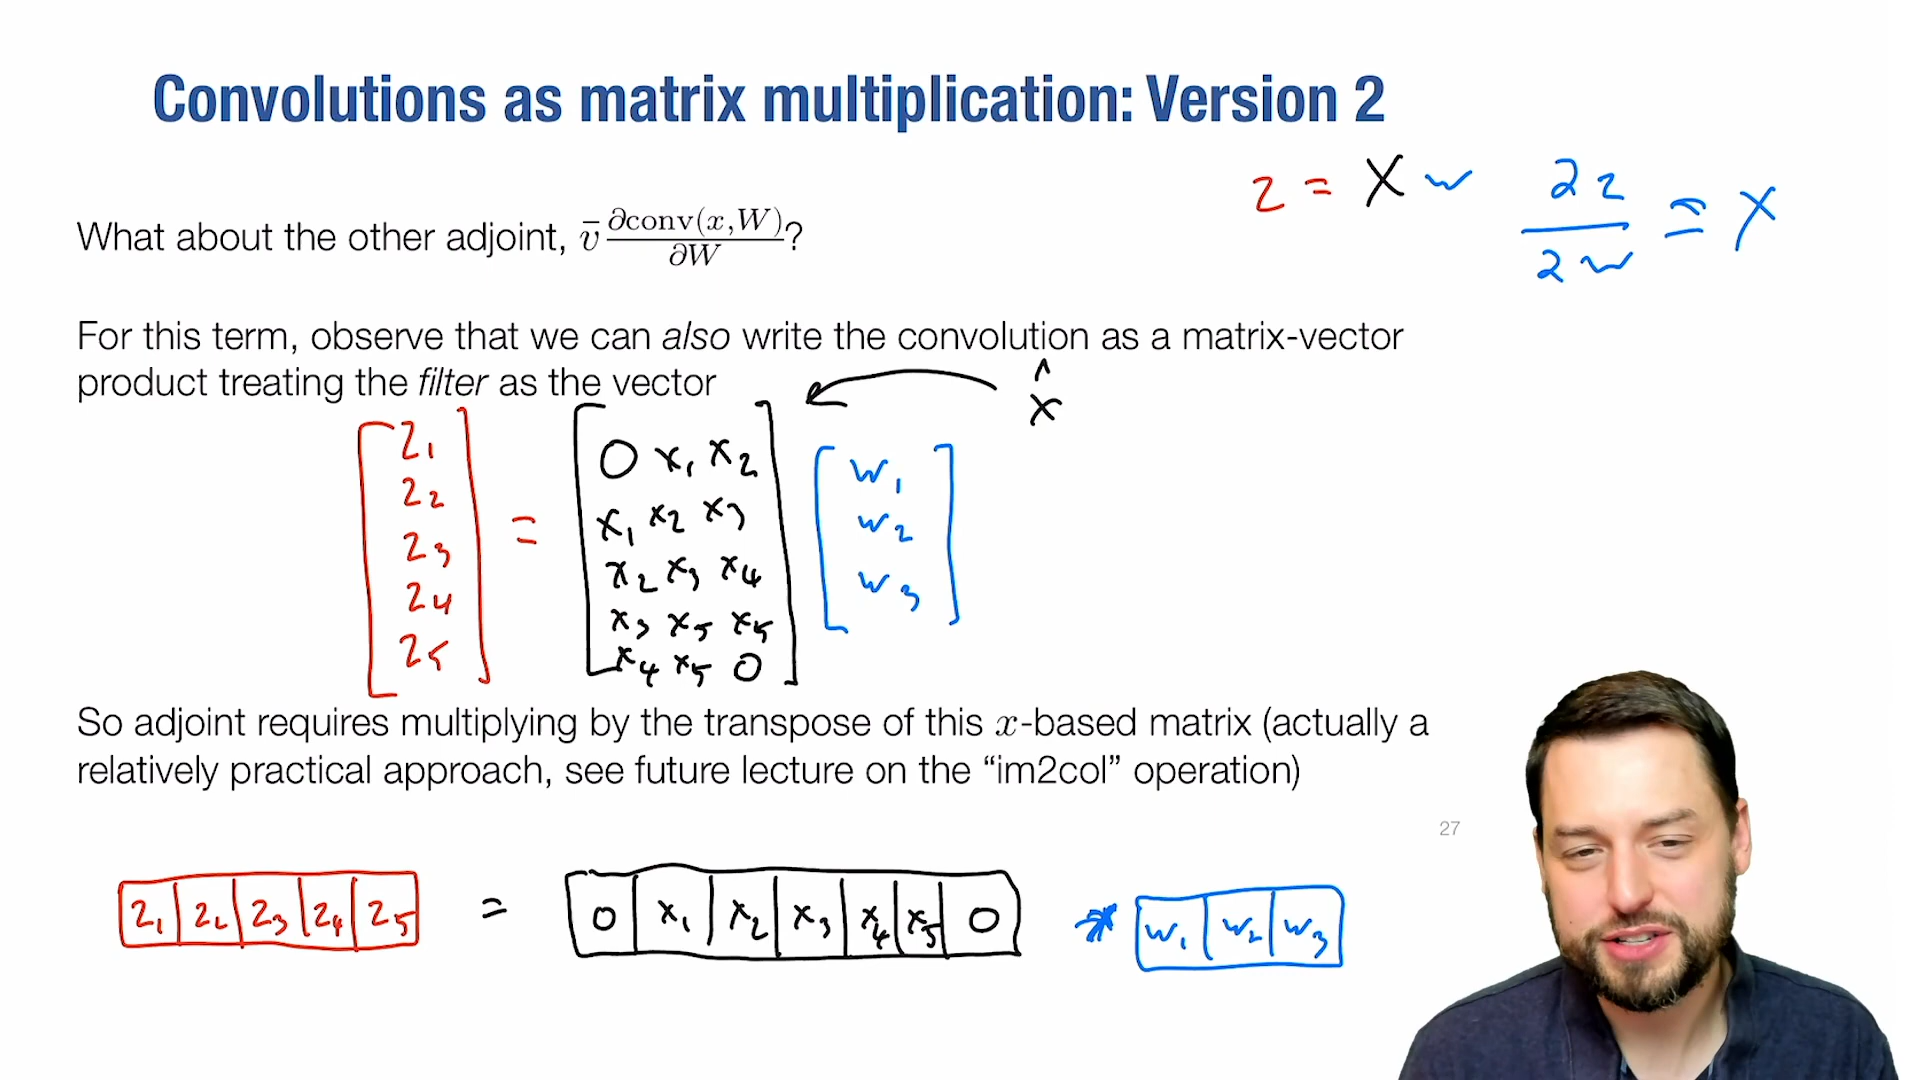 Convolutions as matrix multiplication: Version 2
z = X w
∂z/∂w = X
What about the other adjoint, v̄ ∂conv(x,W)/∂W?
For this term, observe that we can also write the convolution as a matrix-vector
product treating the filter as the vector
x̂
z₁ 0 x₁ x₂ w₁
z₂ x₁ x₂ x₃ w₂
z₃ = x₂ x₃ x₄ w₃
z₄ x₃ x₅ x₅
z₅ x₄ x₅ 0
So adjoint requires multiplying by the transpose of this x-based matrix (actually a
relatively practical approach, see future lecture on the “im2col” operation)
27
z₁ z₂ z₃ z₄ z₅ = 0 x₁ x₂ x₃ x₄ x₅ 0 * w₁ w₂ w₃